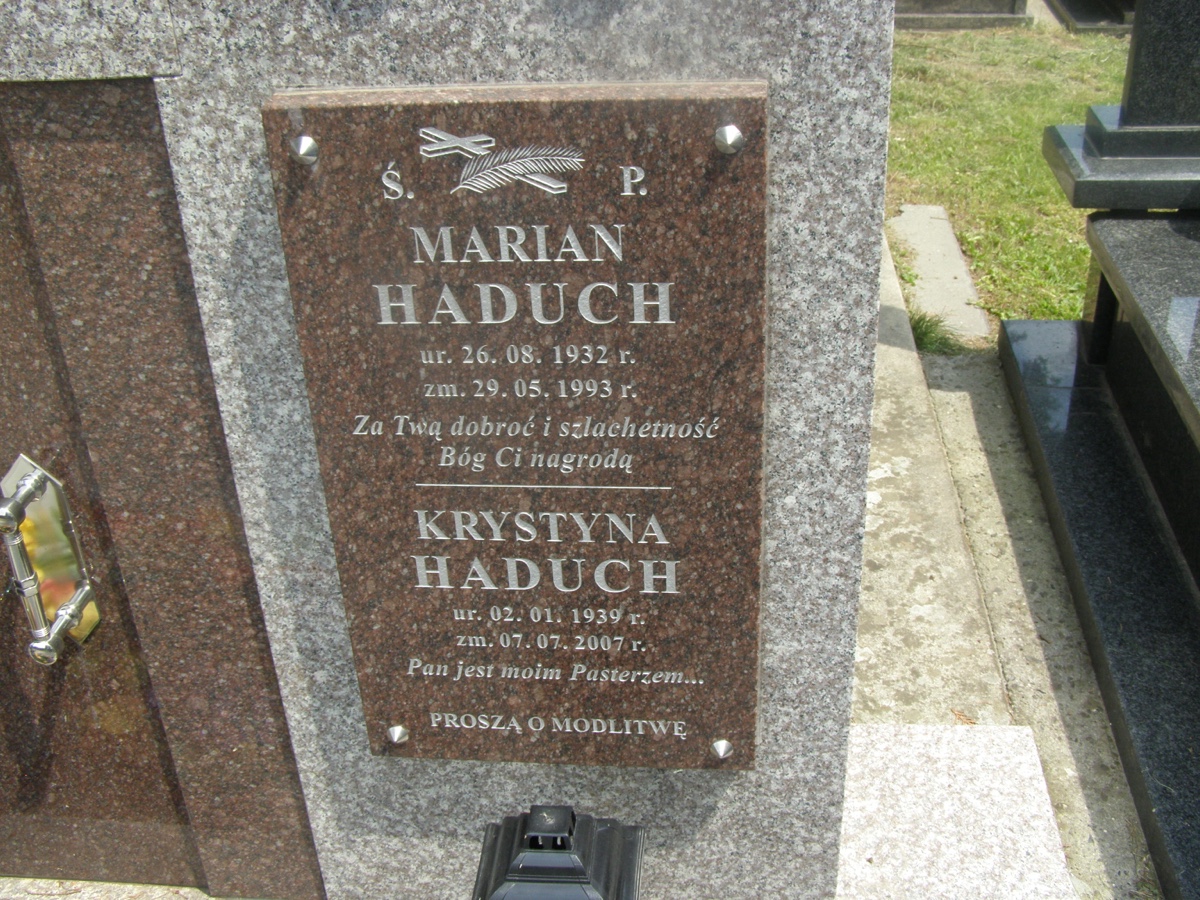 Ś. P.
MARIAN
HADUCH
ur. 26. 08. 1932 r.
zm. 29. 05. 1993 r.
Za Twą dobroć i szlachetność
Bóg Ci nagrodą
KRYSTYNA
HADUCH
ur. 02. 01. 1939 r.
zm. 07. 07. 2007 r.
Pan jest moim Pasterzem...
PROSZĄ O MODLITWĘ